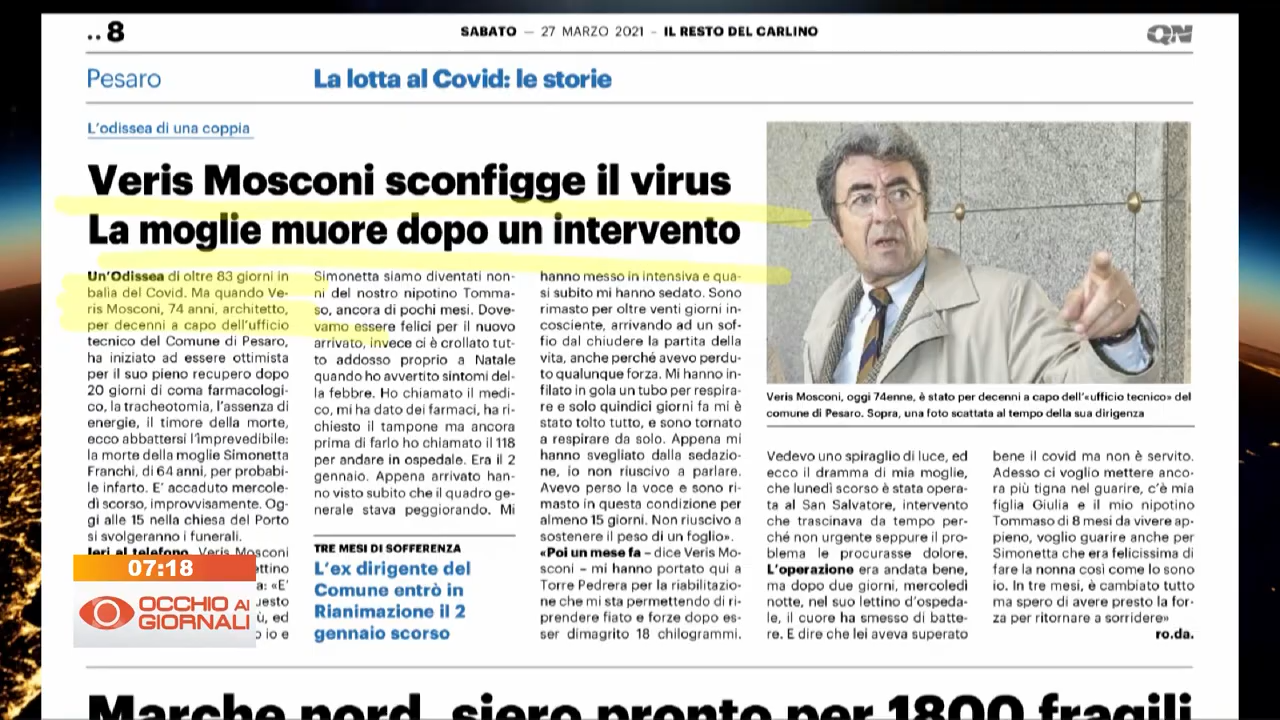 .. 8
SABATO — 27 MARZO 2021 – IL RESTO DEL CARLINO
QN
Pesaro
La lotta al Covid: le storie
L'odissea di una coppia
Veris Mosconi sconfigge il virus
La moglie muore dopo un intervento
Un'Odissea di oltre 83 giorni in
balìa del Covid. Ma quando Ve-
ris Mosconi, 74 anni, architetto,
per decenni a capo dell'ufficio
tecnico del Comune di Pesaro,
ha iniziato ad essere ottimista
per il suo pieno recupero dopo
20 giorni di coma farmacologi-
co, la tracheotomia, l'assenza di
energie, il timore della morte,
ecco abbattersi l'imprevedibile:
la morte della moglie Simonetta
Franchi, di 64 anni, per probabi-
le infarto. E' accaduto mercole-
dì scorso, improvvisamente. Og-
gi alle 15 nella chiesa del Porto
si svolgeranno i funerali.
Ieri al telefono, Veris Mosconi
ttino
a: «E'
uesto
ù, ed
io e
Simonetta siamo diventati non-
ni del nostro nipotino Tomma-
so, ancora di pochi mesi. Dove-
vamo essere felici per il nuovo
arrivato, invece ci è crollato tut-
to addosso proprio a Natale
quando ho avvertito sintomi del-
la febbre. Ho chiamato il medi-
co, mi ha dato dei farmaci, ha ri-
chiesto il tampone ma ancora
prima di farlo ho chiamato il 118
per andare in ospedale. Era il 2
gennaio. Appena arrivato han-
no visto subito che il quadro ge-
nerale stava peggiorando. Mi
TRE MESI DI SOFFERENZA
L'ex dirigente del
Comune entrò in
Rianimazione il 2
gennaio scorso
hanno messo in intensiva e qua-
si subito mi hanno sedato. Sono
rimasto per oltre venti giorni in-
cosciente, arrivando ad un sof-
fio dal chiudere la partita della
vita, anche perché avevo perdu-
to qualunque forza. Mi hanno in-
filato in gola un tubo per respira-
re e solo quindici giorni fa mi è
stato tolto tutto, e sono tornato
a respirare da solo. Appena mi
hanno svegliato dalla sedazio-
ne, io non riuscivo a parlare.
Avevo perso la voce e sono ri-
masto in questa condizione per
almeno 15 giorni. Non riuscivo a
sostenere il peso di un foglio».
«Poi un mese fa – dice Veris Mo-
sconi – mi hanno portato qui a
Torre Pedrera per la riabilitazio-
ne che mi sta permettendo di ri-
prendere fiato e forze dopo es-
ser dimagrito 18 chilogrammi.
Veris Mosconi, oggi 74enne, è stato per decenni a capo dell'«ufficio tecnico» del
comune di Pesaro. Sopra, una foto scattata al tempo della sua dirigenza
Vedevo uno spiraglio di luce, ed
ecco il dramma di mia moglie,
che lunedì scorso è stata opera-
ta al San Salvatore, intervento
che trascinava da tempo per-
ché non urgente seppure il pro-
blema le procurasse dolore.
L'operazione era andata bene,
ma dopo due giorni, mercoledì
notte, nel suo lettino d'ospeda-
le, il cuore ha smesso di batte-
re. E dire che lei aveva superato
bene il covid ma non è servito.
Adesso ci voglio mettere anco-
ra più tigna nel guarire, c'è mia
figlia Giulia e il mio nipotino
Tommaso di 8 mesi da vivere ap-
pieno, voglio guarire anche per
Simonetta che era felicissima di
fare la nonna così come lo sono
io. In tre mesi, è cambiato tutto
ma spero di avere presto la for-
za per ritornare a sorridere»
ro.da.
07:18
OCCHIO AI
GIORNALI
Marche nord, siero pronto per 1800 fragili